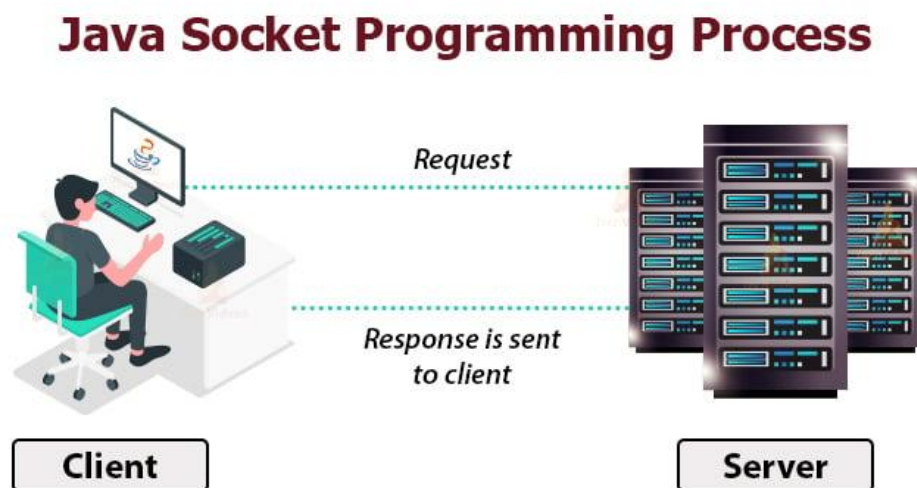 Java Socket Programming Process
Request
Response is sent
to client
Client
Server